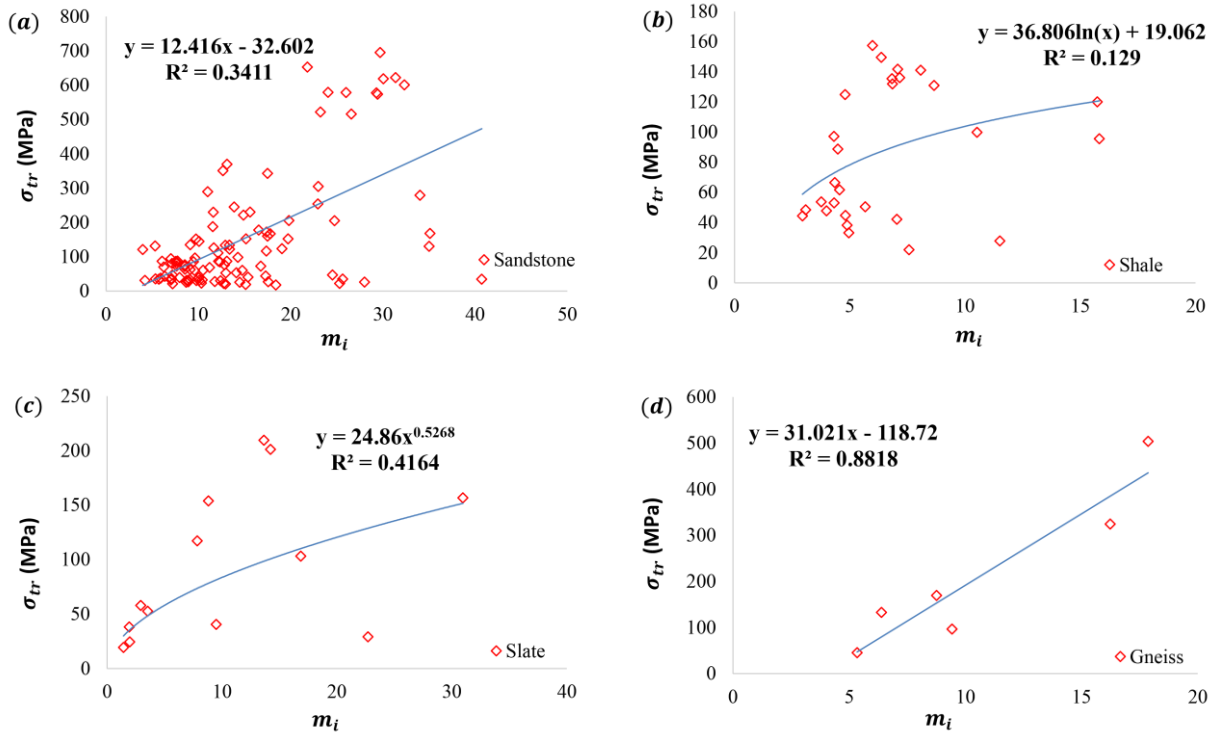 (a)
y = 12.416x - 32.602
R² = 0.3411
σtr (MPa)
800
700
600
500
400
300
200
100
0
0 10 20 30 40 50
mi
Sandstone
(b)
y = 36.806ln(x) + 19.062
R² = 0.129
σtr (MPa)
180
160
140
120
100
80
60
40
20
0
0 5 10 15 20
mi
Shale
(c)
y = 24.86x^0.5268
R² = 0.4164
σtr (MPa)
250
200
150
100
50
0
0 10 20 30 40
mi
Slate
(d)
y = 31.021x - 118.72
R² = 0.8818
σtr (MPa)
600
500
400
300
200
100
0
0 5 10 15 20
mi
Gneiss